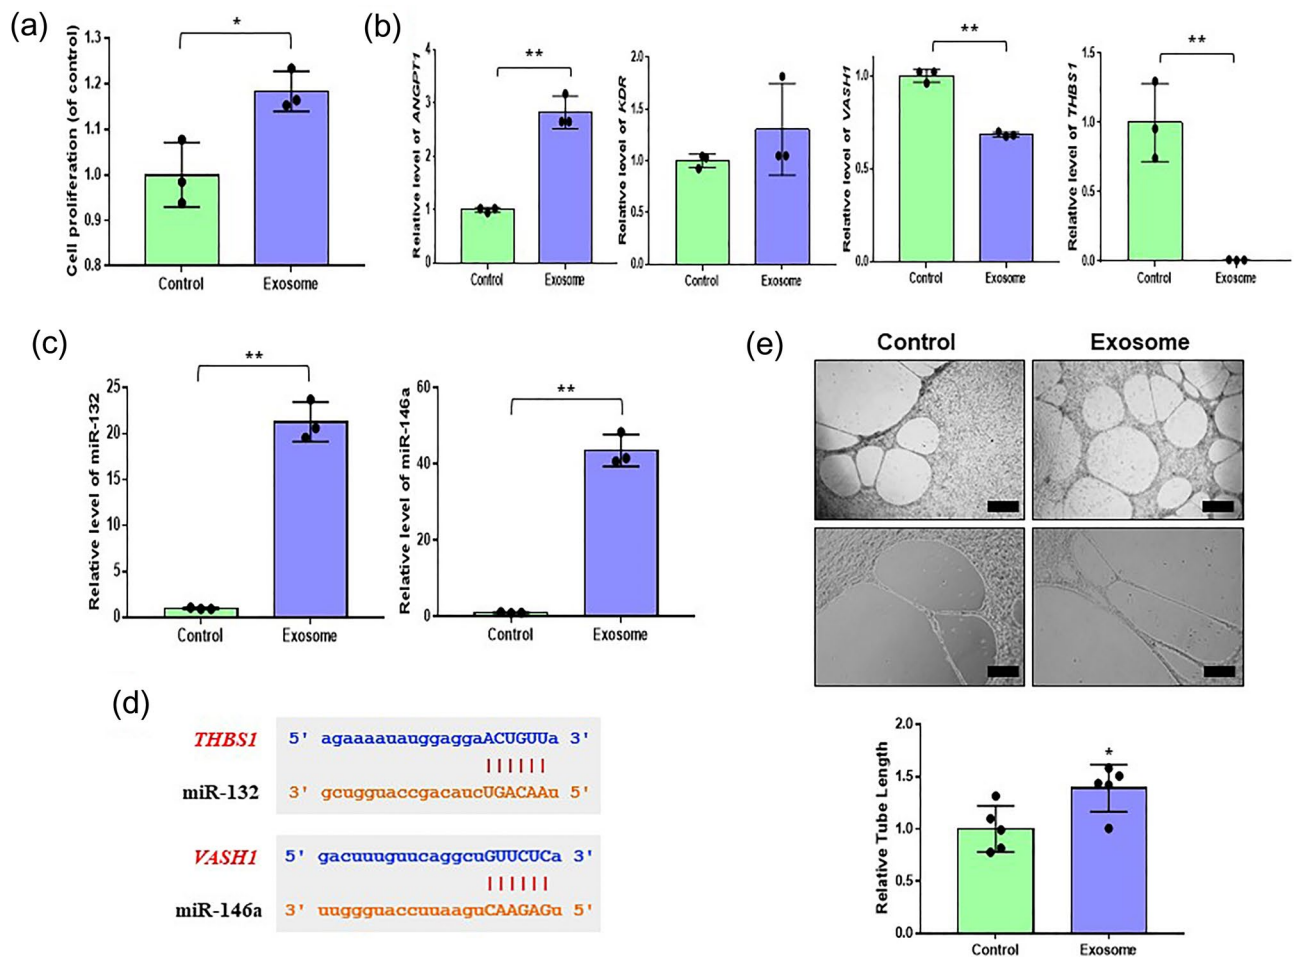 (a)
Cell proliferation (of control)
1.3
1.2
1.1
1.0
0.9
0.8
*
Control
Exosome
(b)
Relative level of ANGPT1
4
3
2
1
0
**
Control
Exosome
Relative level of KDR
2.0
1.5
1.0
0.5
0.0
Control
Exosome
Relative level of VASH1
1.0
0.5
0.0
**
Control
Exosome
Relative level of THBS1
1.5
1.0
0.5
0.0
**
Control
Exosome
(c)
Relative level of miR-132
25
20
15
10
5
0
**
Control
Exosome
Relative level of miR-146a
60
40
20
0
**
Control
Exosome
(d)
THBS1 5' agaaaauauggaggaACUGUUa 3'
miR-132 3' gcugguaccgacaucUGACAAu 5'
VASH1 5' gacuuuguucaggcuGUUCUCa 3'
miR-146a 3' uuggguaccuuaaguCAAGAGu 5'
(e)
Control Exosome
Relative Tube Length
2.0
1.5
1.0
0.5
0.0
*
Control
Exosome